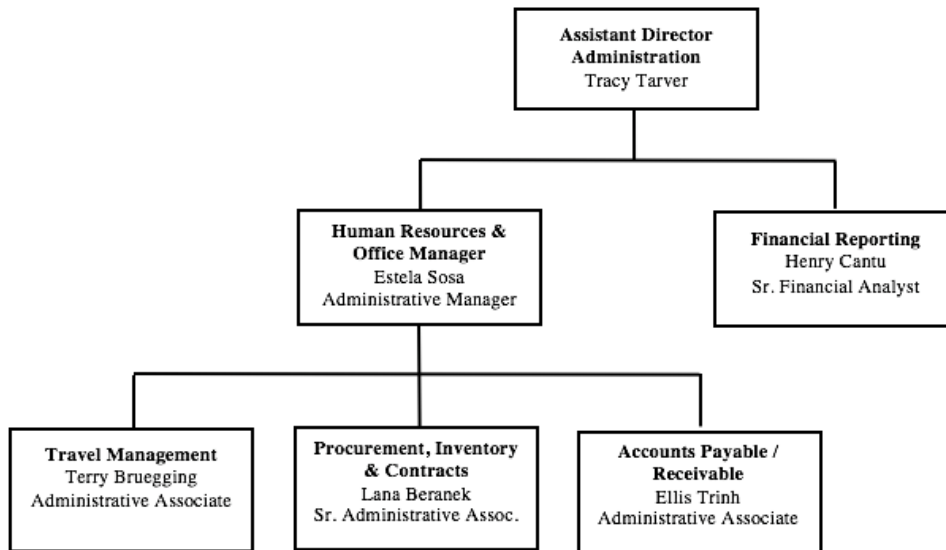 Assistant Director
Administration
Tracy Tarver
Human Resources &
Office Manager
Estela Sosa
Administrative Manager
Financial Reporting
Henry Cantu
Sr. Financial Analyst
Travel Management
Terry Bruegging
Administrative Associate
Procurement, Inventory
& Contracts
Lana Beranek
Sr. Administrative Assoc.
Accounts Payable /
Receivable
Ellis Trinh
Administrative Associate